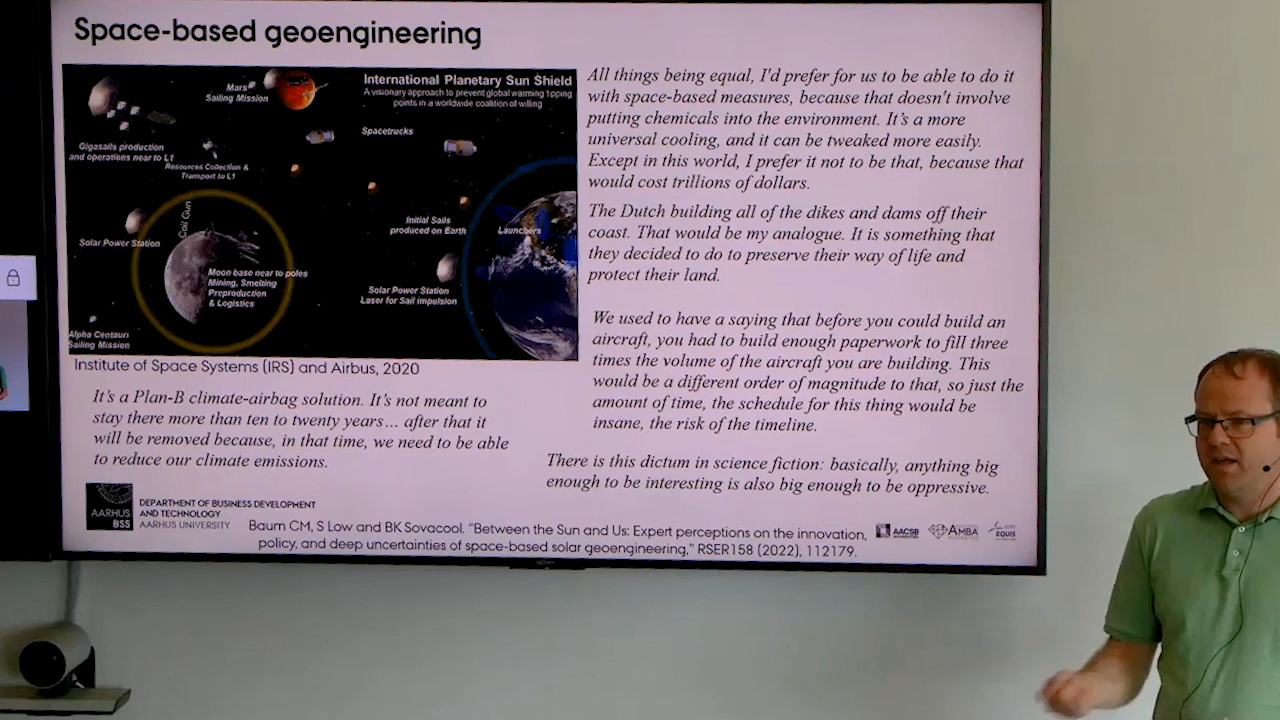 Space-based geoengineering
International Planetary Sun Shield
A visionary approach to prevent global warming tipping
points in a worldwide coalition of willing
Mars
Sailing Mission
Spacetrucks
Gigasails production
and operations near to L1
Resources Collection &
Transport to L1
Coil Gun
Initial Sails
produced on Earth
Launchers
Solar Power Station
Moon base near to poles
Mining, Smelting
Preproduction
& Logistics
Solar Power Station
Laser for Sail impulsion
Alpha Centauri
Sailing Mission
Institute of Space Systems (IRS) and Airbus, 2020
It's a Plan-B climate-airbag solution. It's not meant to
stay there more than ten to twenty years… after that it
will be removed because, in that time, we need to be able
to reduce our climate emissions.
All things being equal, I'd prefer for us to be able to do it
with space-based measures, because that doesn't involve
putting chemicals into the environment. It's a more
universal cooling, and it can be tweaked more easily.
Except in this world, I prefer it not to be that, because that
would cost trillions of dollars.
The Dutch building all of the dikes and dams off their
coast. That would be my analogue. It is something that
they decided to do to preserve their way of life and
protect their land.
We used to have a saying that before you could build an
aircraft, you had to build enough paperwork to fill three
times the volume of the aircraft you are building. This
would be a different order of magnitude to that, so just the
amount of time, the schedule for this thing would be
insane, the risk of the timeline.
There is this dictum in science fiction: basically, anything big
enough to be interesting is also big enough to be oppressive.
AARHUS
BSS
DEPARTMENT OF BUSINESS DEVELOPMENT
AND TECHNOLOGY
AARHUS UNIVERSITY
Baum CM, S Low and BK Sovacool. "Between the Sun and Us: Expert perceptions on the innovation,
policy, and deep uncertainties of space-based solar geoengineering," RSER158 (2022), 112179.
AACSB
AMBA
EQUIS